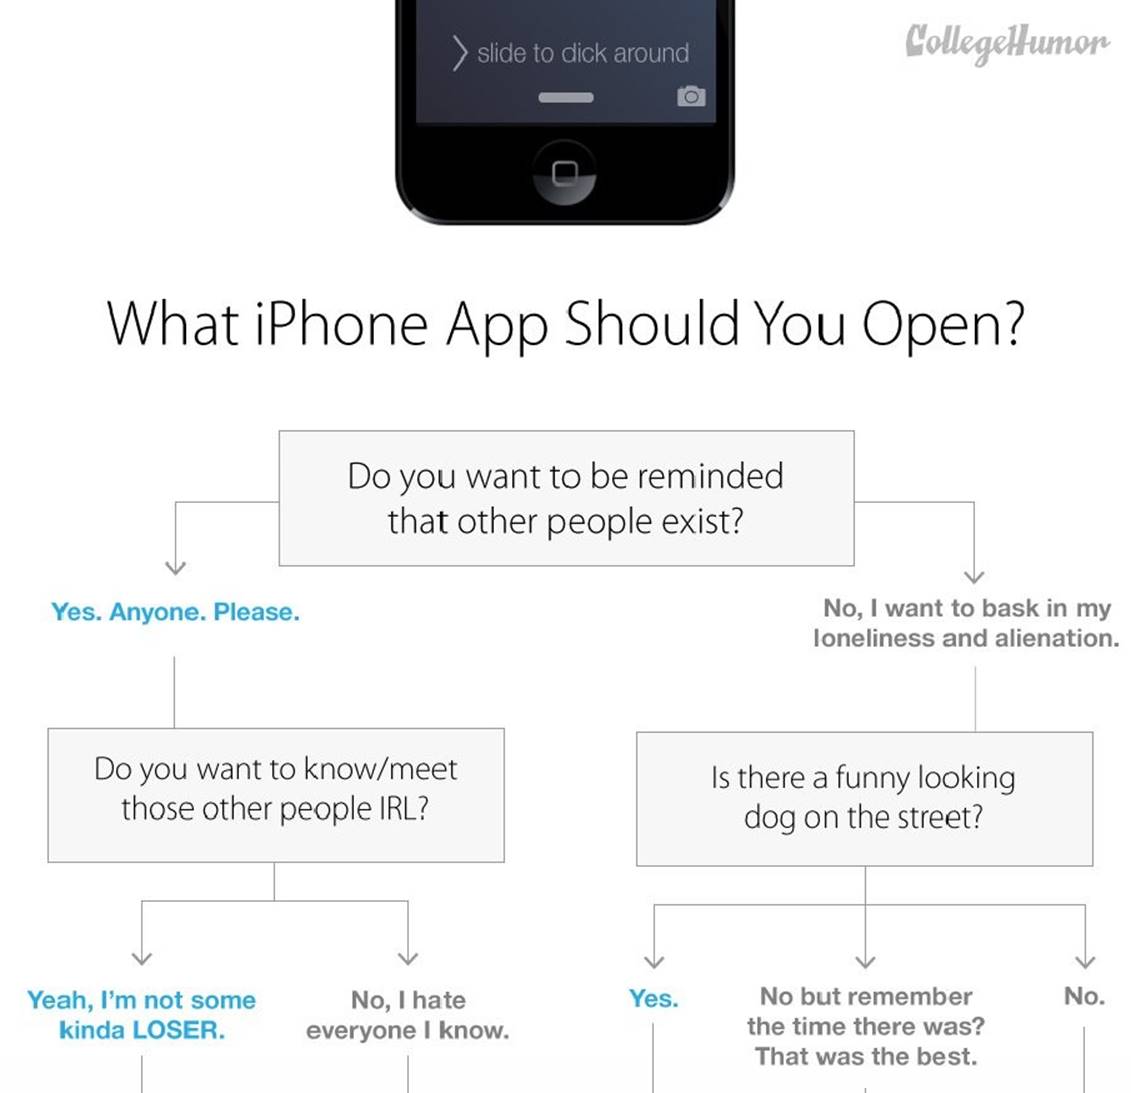 CollegeHumor
slide to dick around
What iPhone App Should You Open?
Do you want to be reminded
that other people exist?
Yes. Anyone. Please.
No, I want to bask in my
loneliness and alienation.
Do you want to know/meet
those other people IRL?
Is there a funny looking
dog on the street?
Yeah, I'm not some
kinda LOSER.
No, I hate
everyone I know.
Yes.
No but remember
the time there was?
That was the best.
No.